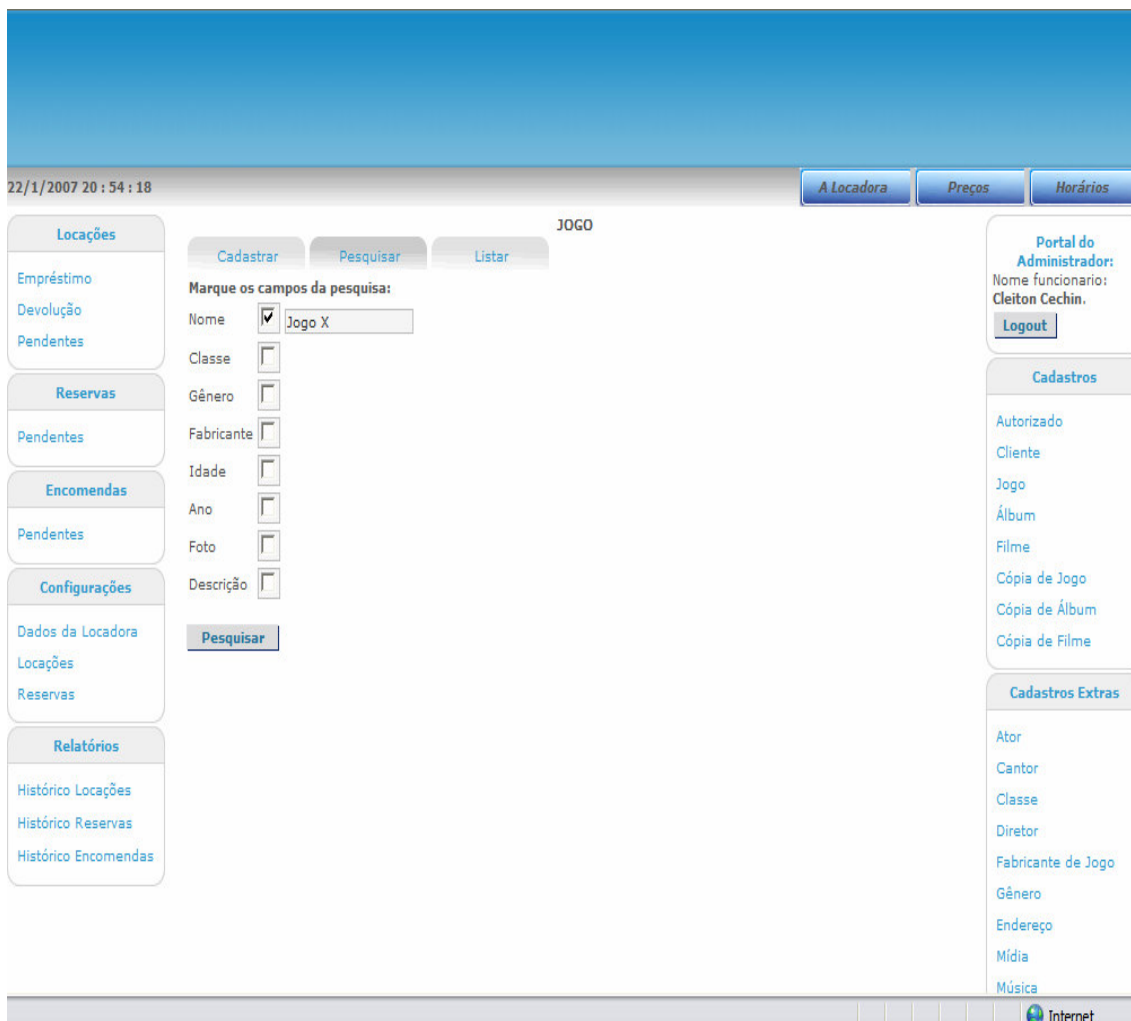 22/1/2007 20 : 54 : 18
A Locadora
Preços
Horários
Locações
Empréstimo
Devolução
Pendentes
Reservas
Pendentes
Encomendas
Pendentes
Configurações
Dados da Locadora
Locações
Reservas
Relatórios
Histórico Locações
Histórico Reservas
Histórico Encomendas
JOGO
Cadastrar
Pesquisar
Listar
Marque os campos da pesquisa:
Nome Jogo X
Classe
Gênero
Fabricante
Idade
Ano
Foto
Descrição
Pesquisar
Portal do
Administrador:
Nome funcionario:
Cleiton Cechin.
Logout
Cadastros
Autorizado
Cliente
Jogo
Álbum
Filme
Cópia de Jogo
Cópia de Álbum
Cópia de Filme
Cadastros Extras
Ator
Cantor
Classe
Diretor
Fabricante de Jogo
Gênero
Endereço
Mídia
Música
Internet